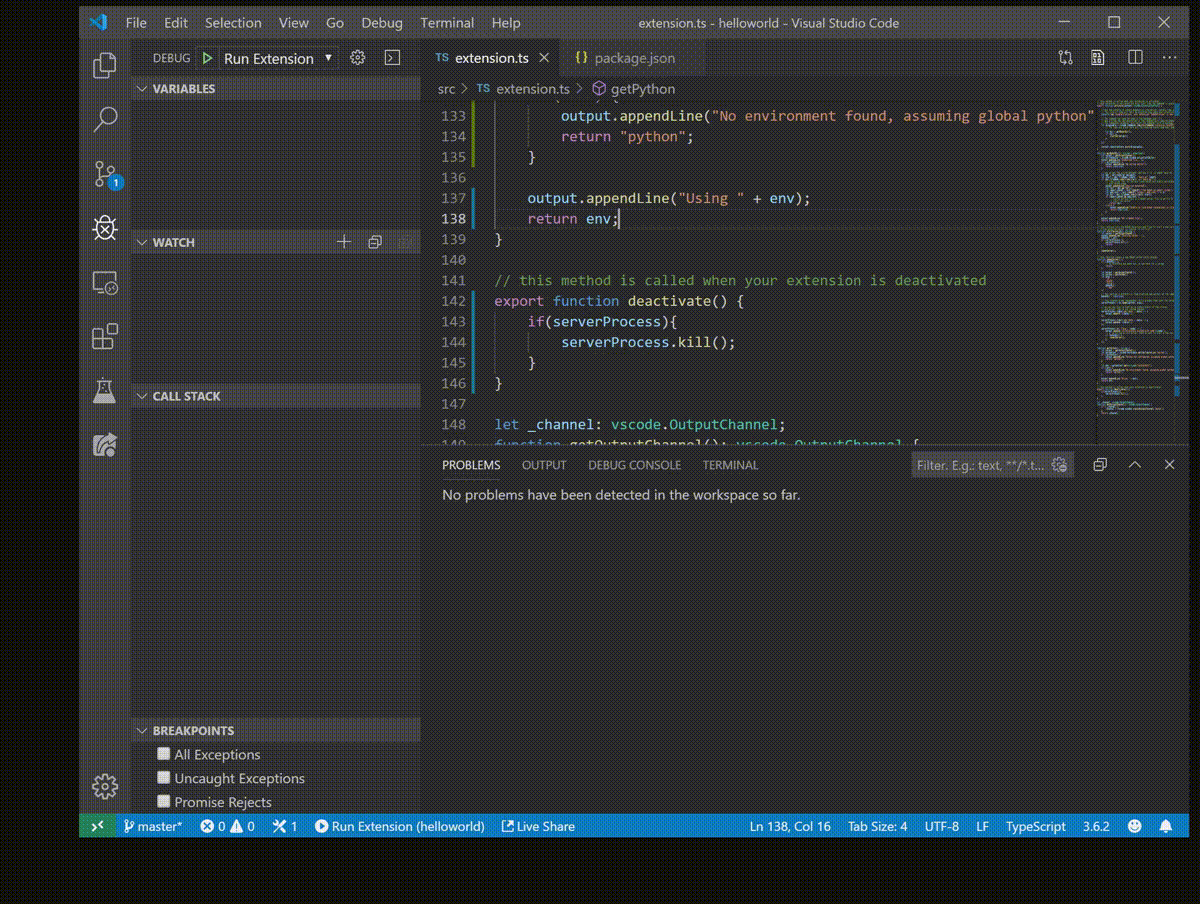 File Edit Selection View Go Debug Terminal Help extension.ts - helloworld - Visual Studio Code
DEBUG Run Extension
TS extension.ts {} package.json
VARIABLES
src > TS extension.ts > getPython
133 output.appendLine("No environment found, assuming global python"
134 return "python";
135 }
136
137 output.appendLine("Using " + env);
138 return env;
139 }
140
141 // this method is called when your extension is deactivated
142 export function deactivate() {
143 if(serverProcess){
144 serverProcess.kill();
145 }
146 }
147
148 let _channel: vscode.OutputChannel;
149 function getOutputChannel(): vscode.OutputChannel {
1
WATCH
CALL STACK
PROBLEMS OUTPUT DEBUG CONSOLE TERMINAL Filter. E.g.: text, **/*.t...
No problems have been detected in the workspace so far.
BREAKPOINTS
All Exceptions
Uncaught Exceptions
Promise Rejects
master* 0 0 1 Run Extension (helloworld) Live Share Ln 138, Col 16 Tab Size: 4 UTF-8 LF TypeScript 3.6.2